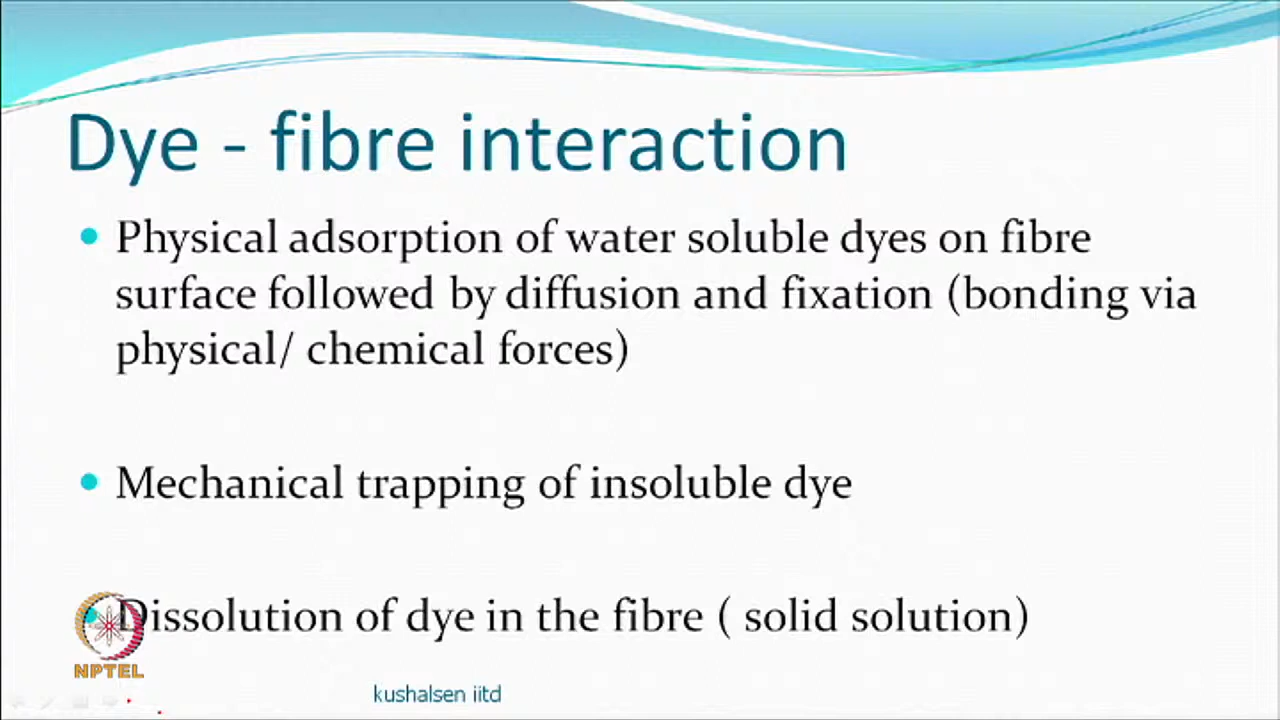 Dye - fibre interaction
Physical adsorption of water soluble dyes on fibre
surface followed by diffusion and fixation (bonding via
physical/ chemical forces)
Mechanical trapping of insoluble dye
Dissolution of dye in the fibre ( solid solution)
NPTEL
kushalsen iitd